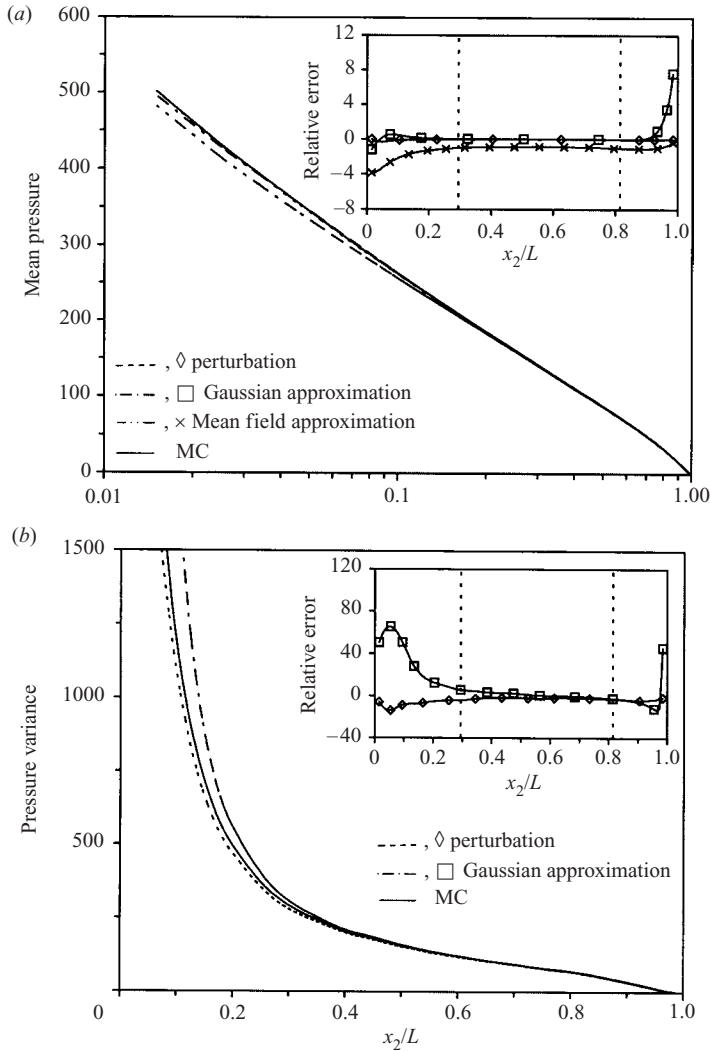 (a)
600
500
400
300
200
100
0
Mean pressure
0.01
0.1
1.00
12
8
4
0
−4
−8
Relative error
0
0.2
0.4
0.6
0.8
1.0
x2/L
, ◊ perturbation
, □ Gaussian approximation
, × Mean field approximation
MC
(b)
1500
1000
500
0
Pressure variance
0.2
0.4
0.6
0.8
1.0
x2/L
120
80
40
0
−40
Relative error
0
0.2
0.4
0.6
0.8
1.0
x2/L
, ◊ perturbation
, □ Gaussian approximation
MC